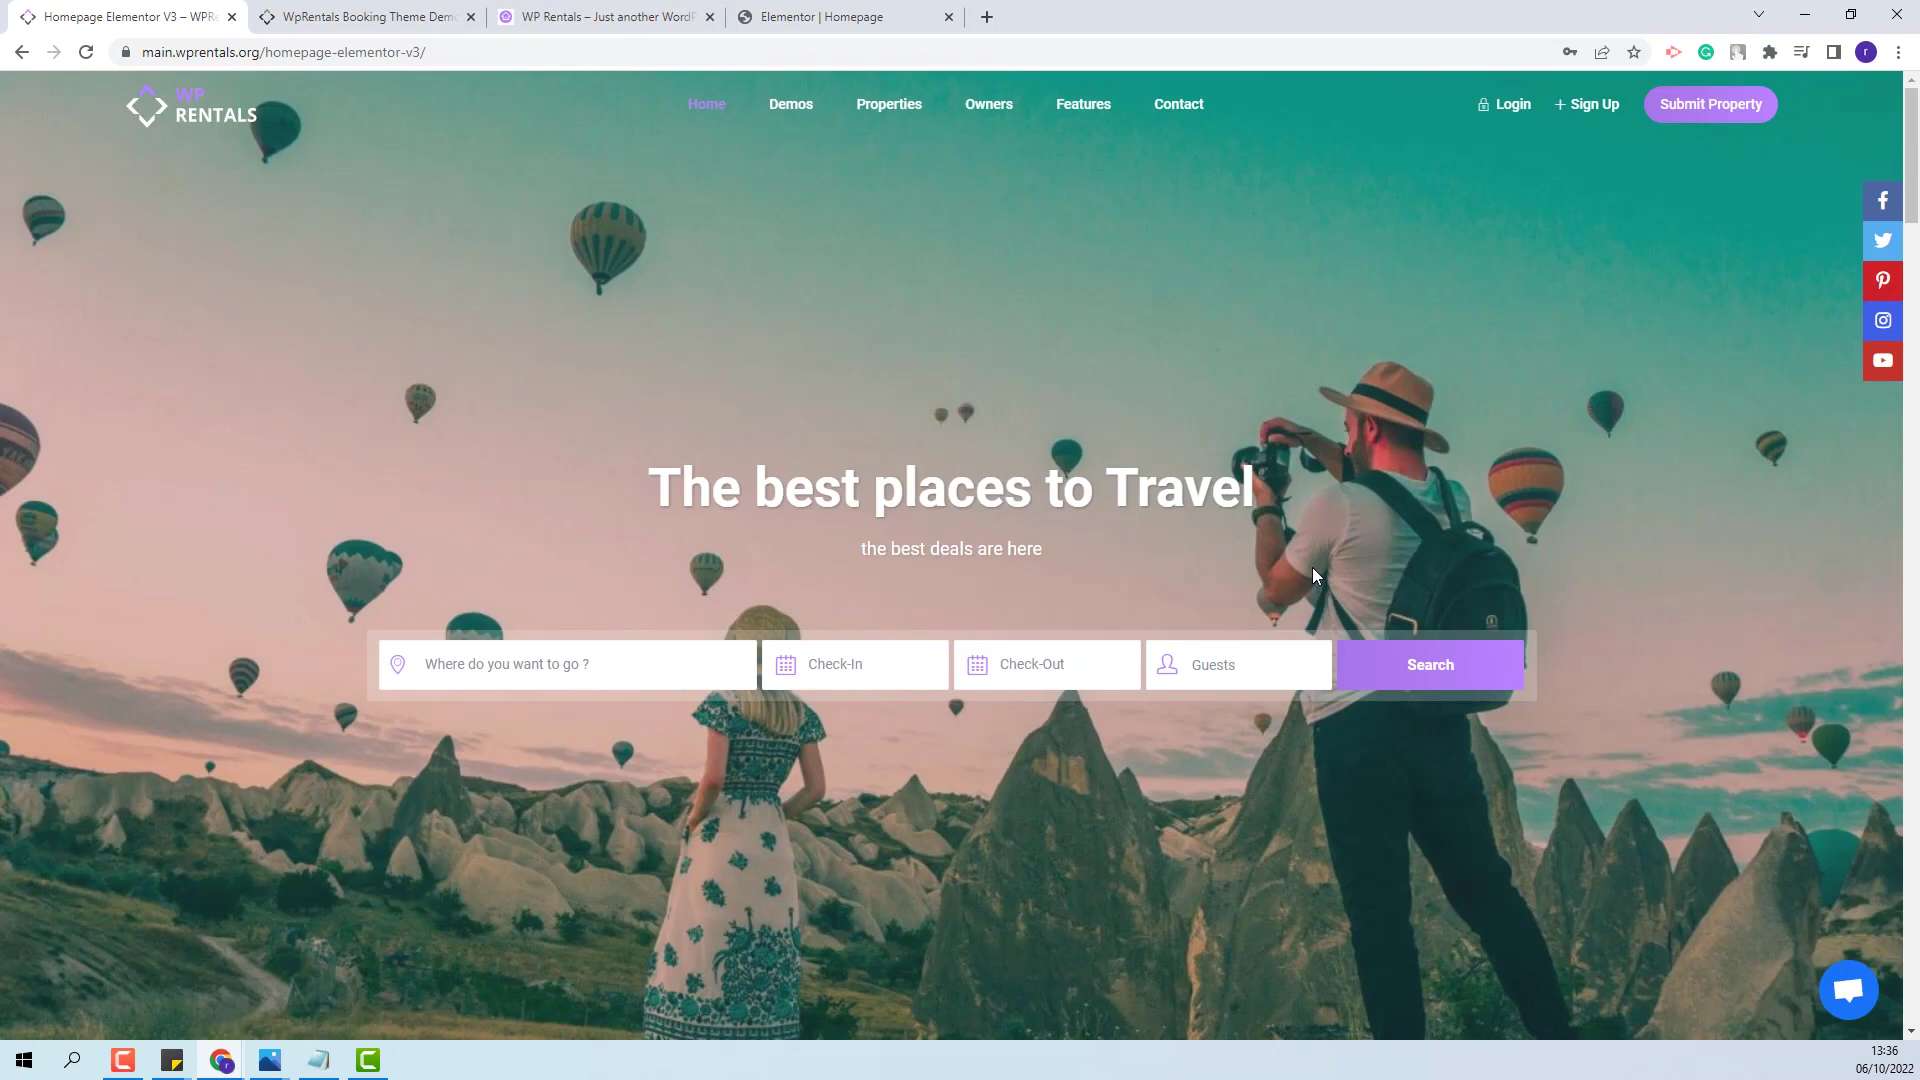 Homepage Elementor V3 – WPRe
WpRentals Booking Theme Demo
WP Rentals – Just another WordP
Elementor | Homepage
main.wprentals.org/homepage-elementor-v3/
r
WP
RENTALS
Home
Demos
Properties
Owners
Features
Contact
Login
+ Sign Up
Submit Property
The best places to Travel
the best deals are here
Where do you want to go ?
Check-In
Check-Out
Guests
Search
13:36
06/10/2022